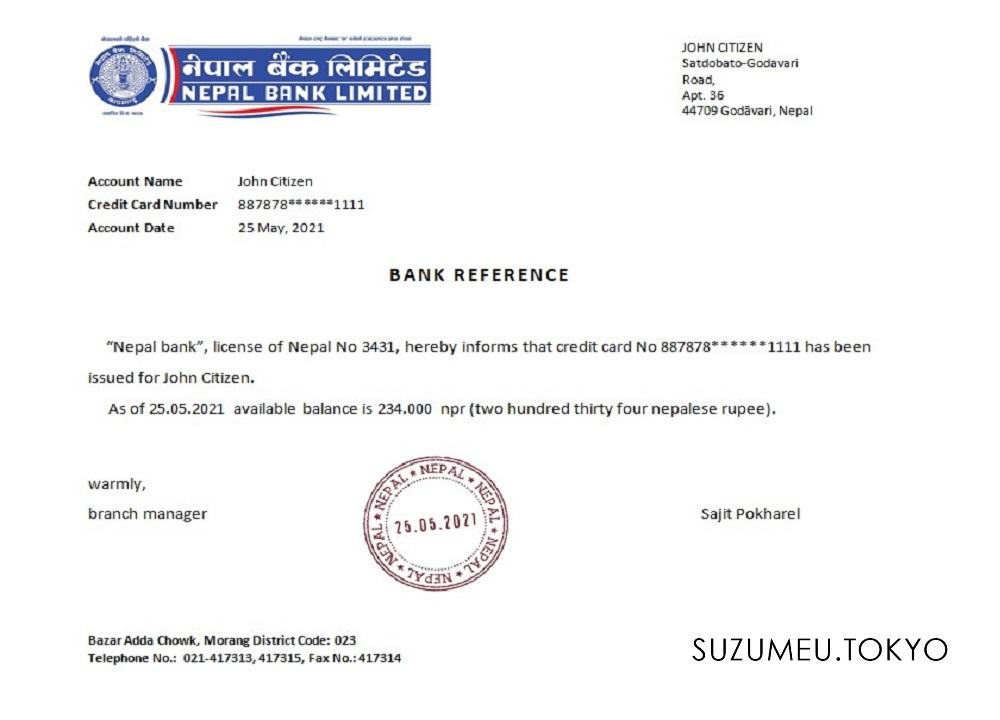 नेपाल बैंक लिमिटेड
NEPAL BANK LIMITED
JOHN CITIZEN
Satdobato-Godavari
Road,
Apt. 36
44709 Godāvari, Nepal
Account Name John Citizen
Credit Card Number 887878******1111
Account Date 25 May, 2021
BANK REFERENCE
“Nepal bank”, license of Nepal No 3431, hereby informs that credit card No 887878******1111 has been
issued for John Citizen.
As of 25.05.2021 available balance is 234.000 npr (two hundred thirty four nepalese rupee).
warmly,
branch manager
NEPAL ★ NEPAL ★ NEPAL ★ NEPAL ★ NEPAL ★ NEPAL ★ NEPAL ★
25.05.2021
Sajit Pokharel
Bazar Adda Chowk, Morang District Code: 023
Telephone No.: 021-417313, 417315, Fax No.: 417314
SUZUMEU.TOKYO